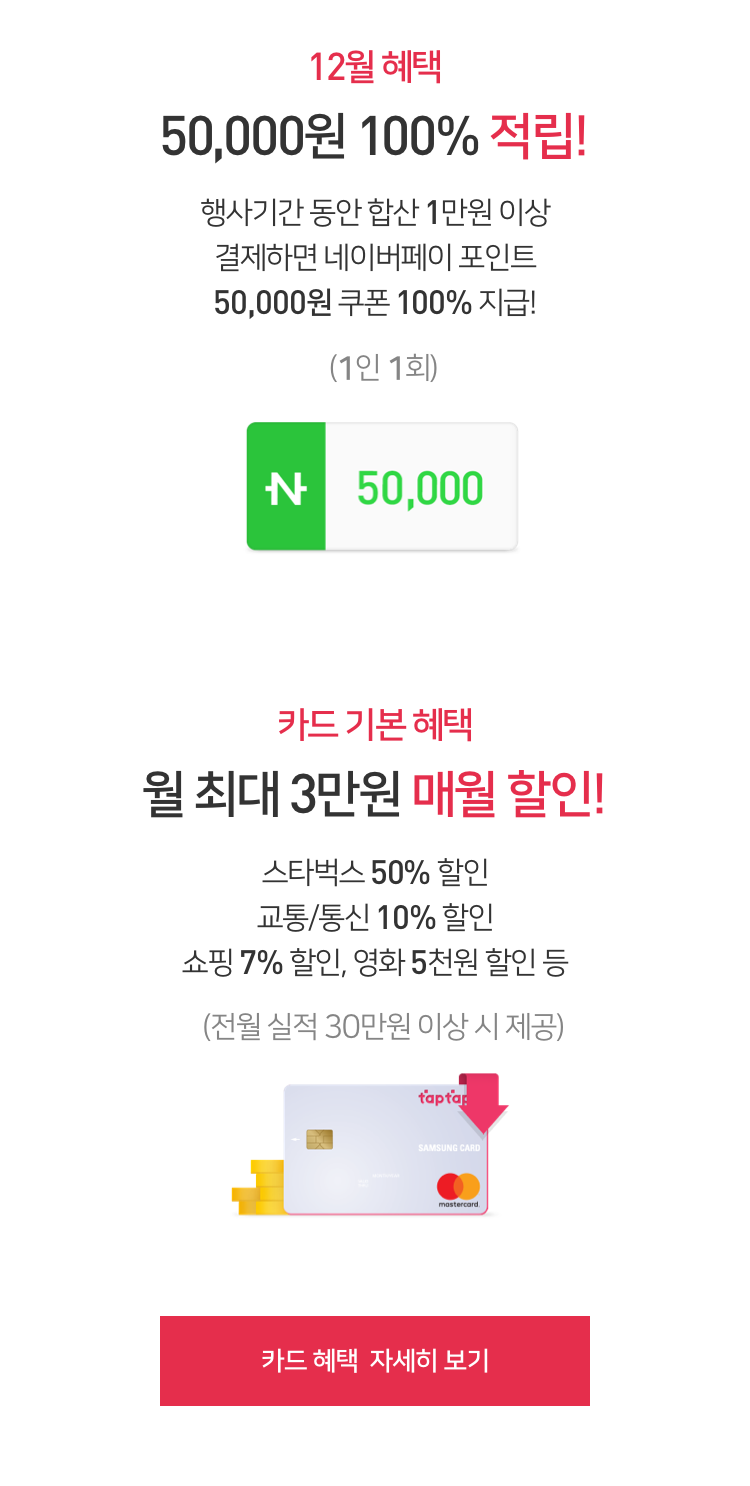 12월 혜택
50,000원 100% 적립!
행사기간 동안 합산 1만원 이상
결제하면 네이버페이 포인트
50,000원 쿠폰 100% 지급!
(1인 1회)
N 50,000
카드 기본 혜택
월 최대 3만원 매월 할인!
스타벅스 50% 할인
교통/통신 10% 할인
쇼핑 7% 할인, 영화 5천원 할인 등
(전월 실적 30만원 이상 시 제공)
taptap
SAMSUNG CARD
mastercard.
카드 혜택 자세히 보기